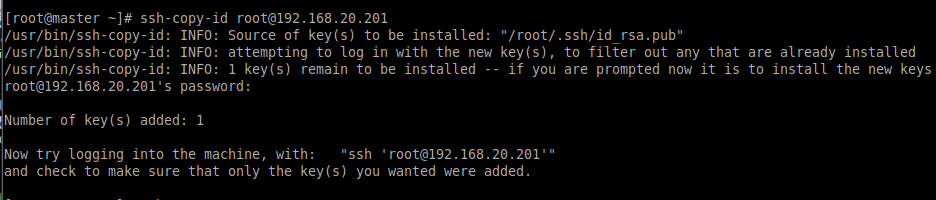 [root@master ~]# ssh-copy-id root@192.168.20.201
/usr/bin/ssh-copy-id: INFO: Source of key(s) to be installed: "/root/.ssh/id_rsa.pub"
/usr/bin/ssh-copy-id: INFO: attempting to log in with the new key(s), to filter out any that are already installed
/usr/bin/ssh-copy-id: INFO: 1 key(s) remain to be installed -- if you are prompted now it is to install the new keys
root@192.168.20.201's password:
Number of key(s) added: 1
Now try logging into the machine, with:   "ssh 'root@192.168.20.201'"
and check to make sure that only the key(s) you wanted were added.